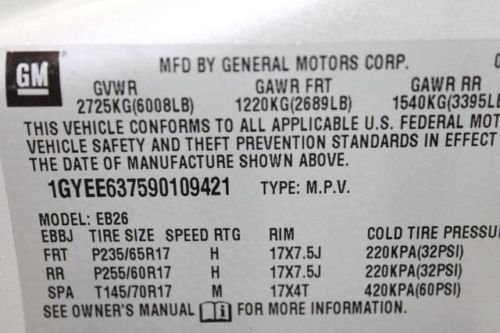 GM
MFD BY GENERAL MOTORS CORP. 0
GVWR GAWR FRT GAWR RR
2725KG(6008LB) 1220KG(2689LB) 1540KG(3395LB
THIS VEHICLE CONFORMS TO ALL APPLICABLE U.S. FEDERAL MOT
VEHICLE SAFETY AND THEFT PREVENTION STANDARDS IN EFFECT
THE DATE OF MANUFACTURE SHOWN ABOVE.
1GYEE637590109421 TYPE: M.P.V.
MODEL: EB26
EBBJ TIRE SIZE SPEED RTG RIM COLD TIRE PRESSU
FRT P235/65R17 H 17X7.5J 220KPA(32PSI)
RR P255/60R17 H 17X7.5J 220KPA(32PSI)
SPA T145/70R17 M 17X4T 420KPA(60PSI)
SEE OWNER'S MANUAL i FOR MORE INFORMATION.